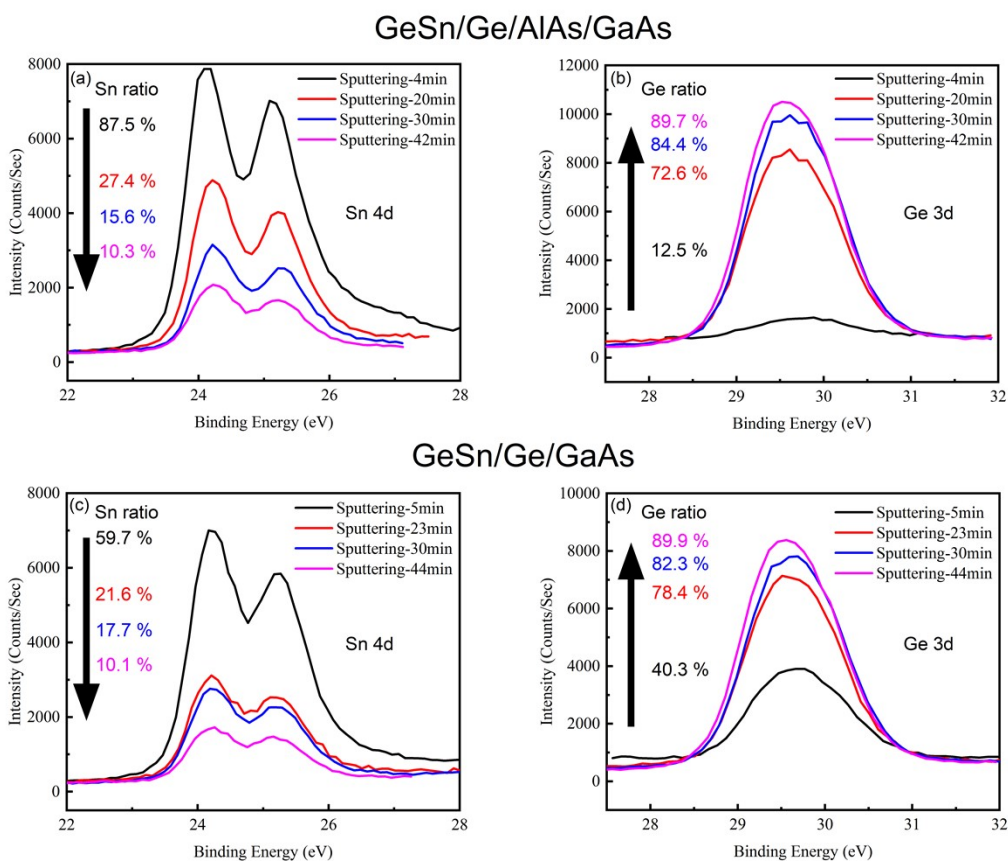 GeSn/Ge/AlAs/GaAs
(a)
Sn ratio
87.5 %
27.4 %
15.6 %
10.3 %
Sputtering-4min
Sputtering-20min
Sputtering-30min
Sputtering-42min
Sn 4d
Intensity (Counts/Sec)
8000
6000
4000
2000
0
22 23 24 25 26 27 28
Binding Energy (eV)
(b)
Ge ratio
89.7 %
84.4 %
72.6 %
12.5 %
Sputtering-4min
Sputtering-20min
Sputtering-30min
Sputtering-42min
Ge 3d
Intensity (Counts/Sec)
12000
10000
8000
6000
4000
2000
0
28 29 30 31 32
Binding Energy (eV)
GeSn/Ge/GaAs
(c)
Sn ratio
59.7 %
21.6 %
17.7 %
10.1 %
Sputtering-5min
Sputtering-23min
Sputtering-30min
Sputtering-44min
Sn 4d
Intensity (Counts/Sec)
8000
6000
4000
2000
0
22 23 24 25 26 27 28
Binding Energy (eV)
(d)
Ge ratio
89.9 %
82.3 %
78.4 %
40.3 %
Sputtering-5min
Sputtering-23min
Sputtering-30min
Sputtering-44min
Ge 3d
Intensity (Counts/Sec)
10000
8000
6000
4000
2000
0
28 29 30 31 32
Binding Energy (eV)